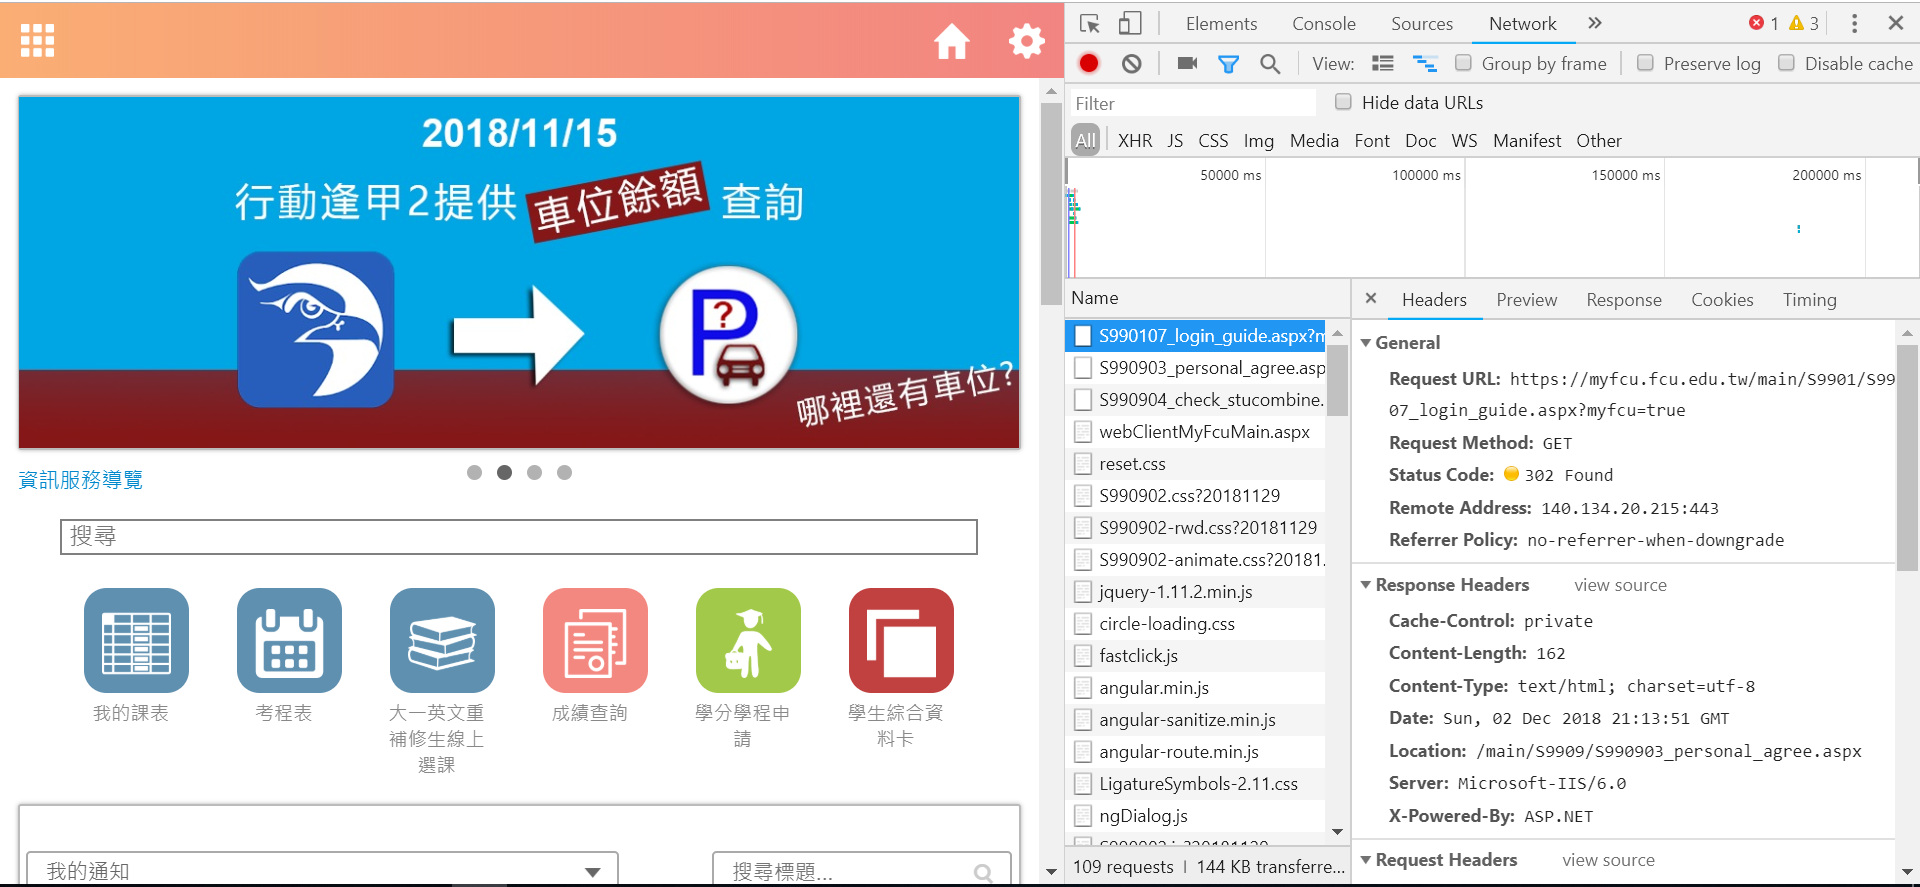 2018/11/15
行動逢甲2提供 車位餘額 查詢
P
?
哪裡還有車位?
資訊服務導覽
搜尋
我的課表
考程表
大一英文重
補修生線上
選課
成績查詢
學分學程申
請
學生綜合資
料卡
我的通知
搜尋標題...
Elements Console Sources Network 1 3
View: Group by frame Preserve log Disable cache
Filter Hide data URLs
All XHR JS CSS Img Media Font Doc WS Manifest Other
50000 ms 100000 ms 150000 ms 200000 ms
Name
S990107_login_guide.aspx?m
S990903_personal_agree.asp
S990904_check_stucombine.
webClientMyFcuMain.aspx
reset.css
S990902.css?20181129
S990902-rwd.css?20181129
S990902-animate.css?20181.
jquery-1.11.2.min.js
circle-loading.css
fastclick.js
angular.min.js
angular-sanitize.min.js
angular-route.min.js
LigatureSymbols-2.11.css
ngDialog.js
109 requests | 144 KB transferre...
Headers Preview Response Cookies Timing
General
Request URL: https://myfcu.fcu.edu.tw/main/S9901/S99
07_login_guide.aspx?myfcu=true
Request Method: GET
Status Code: 302 Found
Remote Address: 140.134.20.215:443
Referrer Policy: no-referrer-when-downgrade
Response Headers view source
Cache-Control: private
Content-Length: 162
Content-Type: text/html; charset=utf-8
Date: Sun, 02 Dec 2018 21:13:51 GMT
Location: /main/S9909/S990903_personal_agree.aspx
Server: Microsoft-IIS/6.0
X-Powered-By: ASP.NET
Request Headers view source